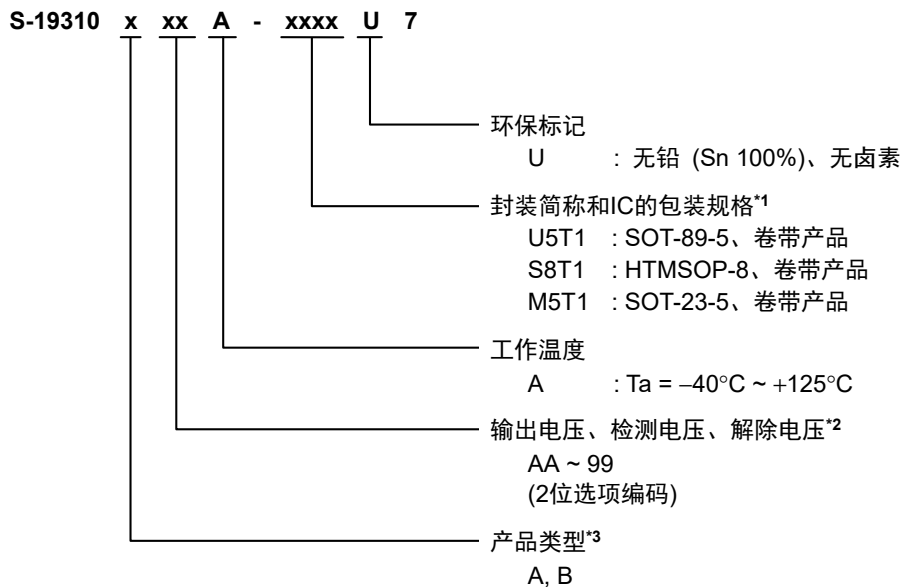 S-19310 x xx A - xxxx U 7
环保标记
U : 无铅 (Sn 100%)、无卤素
封装简称和IC的包装规格*1
U5T1 : SOT-89-5、卷带产品
S8T1 : HTMSOP-8、卷带产品
M5T1 : SOT-23-5、卷带产品
工作温度
A : Ta = −40°C ~ +125°C
输出电压、检测电压、解除电压*2
AA ~ 99
(2位选项编码)
产品类型*3
A, B